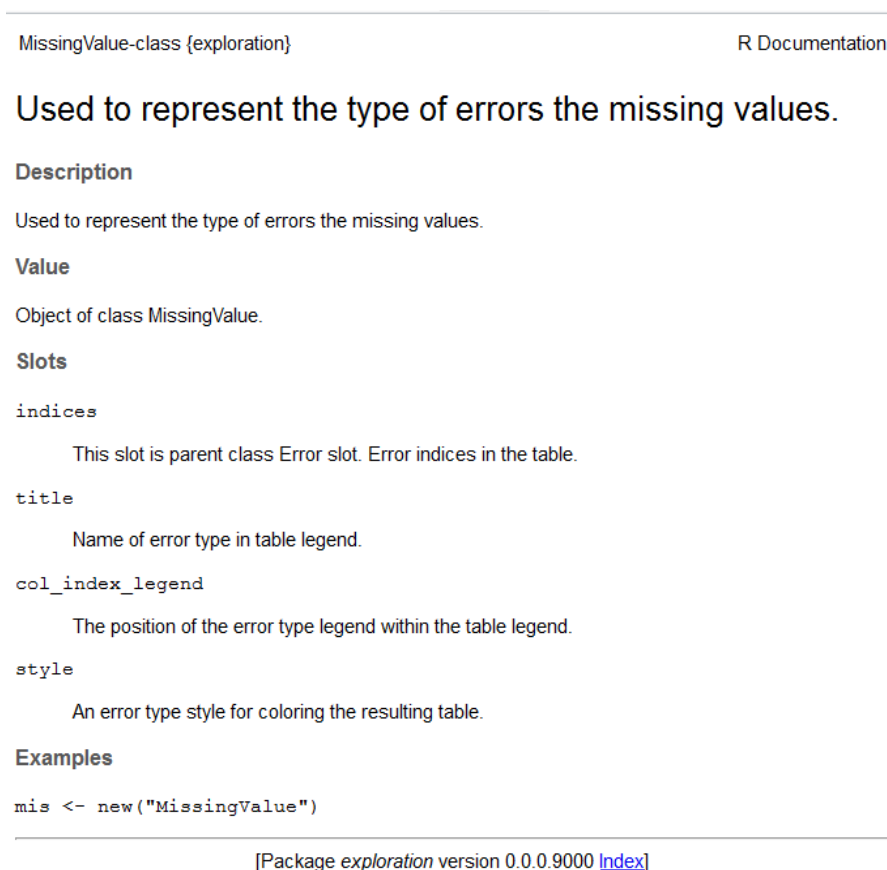 MissingValue-class {exploration} R Documentation
Used to represent the type of errors the missing values.
Description
Used to represent the type of errors the missing values.
Value
Object of class MissingValue.
Slots
indices
This slot is parent class Error slot. Error indices in the table.
title
Name of error type in table legend.
col_index_legend
The position of the error type legend within the table legend.
style
An error type style for coloring the resulting table.
Examples
mis <- new("MissingValue")
[Package exploration version 0.0.0.9000 Index]